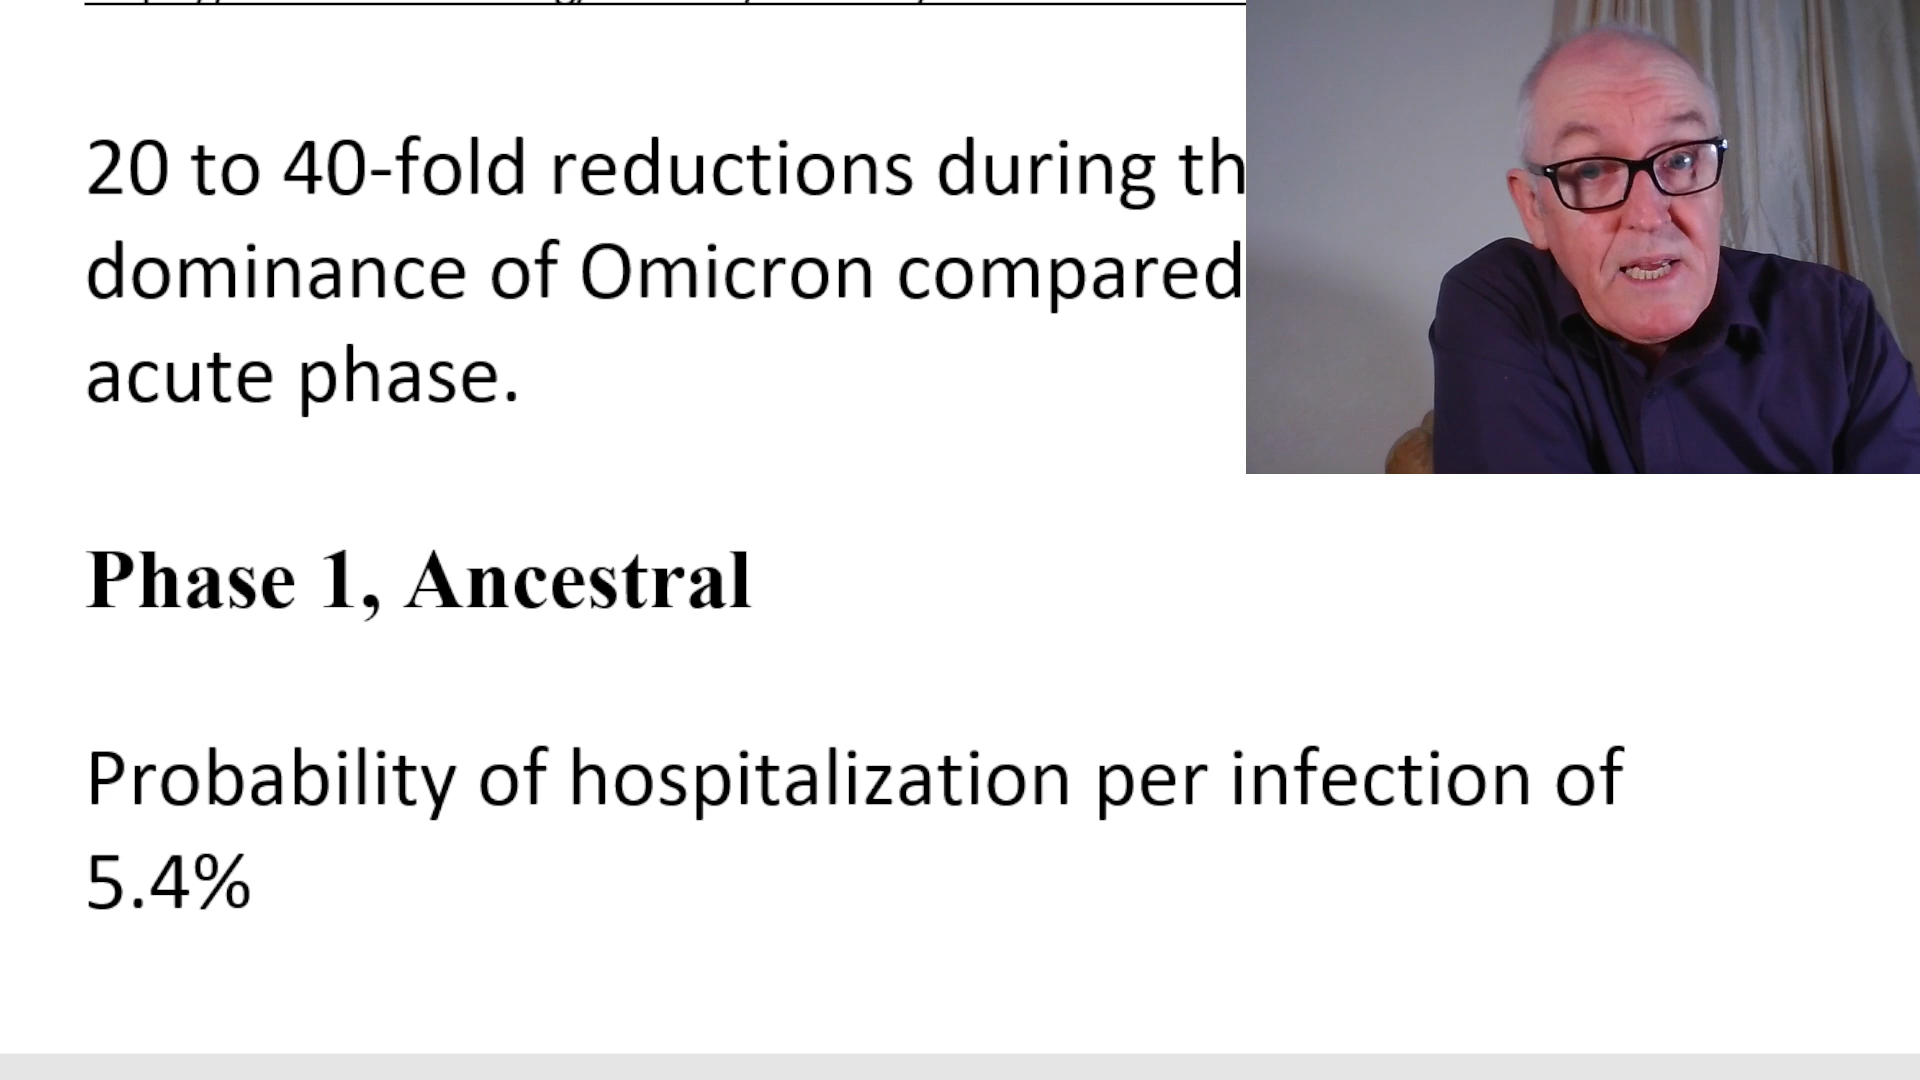 20 to 40-fold reductions during
dominance of Omicron compared
acute phase.
Phase 1, Ancestral
Probability of hospitalization per infection of
5.4%